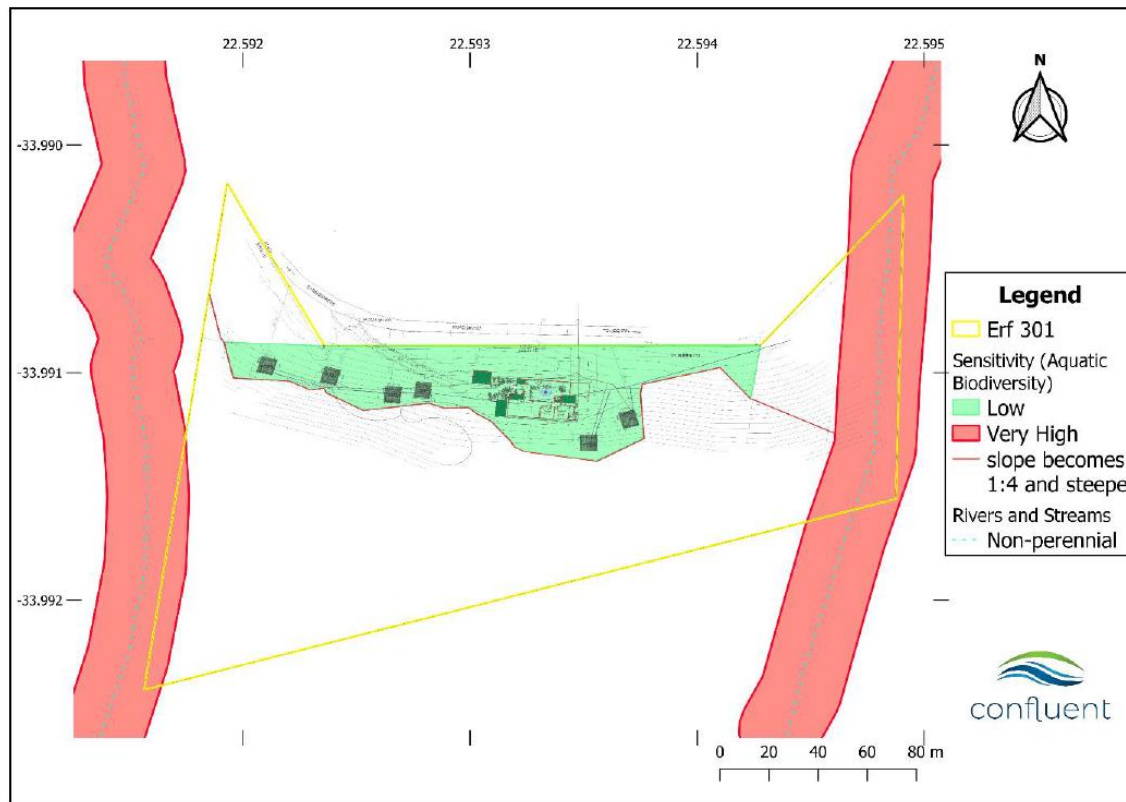 22.592
22.593
22.594
22.595
N
-33.990
-33.991
-33.992
Legend
Erf 301
Sensitivity (Aquatic
Biodiversity)
Low
Very High
slope becomes
1:4 and steepe
Rivers and Streams
Non-perennial
confluent
0 20 40 60 80 m